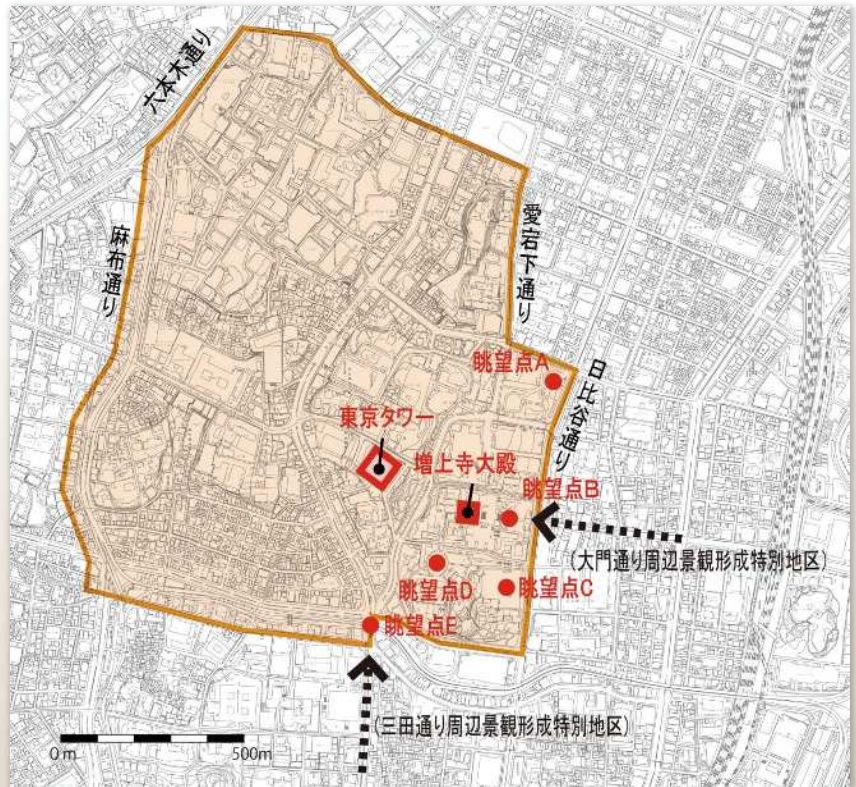 六本木通り
麻布通り
愛宕下通り
日比谷通り
眺望点A
東京タワー
増上寺大殿
眺望点B
(大門通り周辺景観形成特別地区)
眺望点D
眺望点C
眺望点E
(三田通り周辺景観形成特別地区)
0m
500m